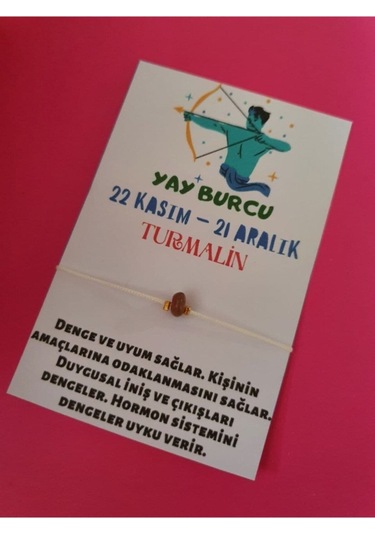 YAY BURCU
22 KASIM – 21 ARALIK
TURMALİN
DENGE VE UYUM SAĞLAR. KİŞİNİN
AMAÇLARINA ODAKLANMASINI SAĞLAR.
DUYGUSAL İNİŞ VE ÇIKIŞLARI
DENGELER. HORMON SİSTEMİNİ
DENGELER UYKU VERİR.